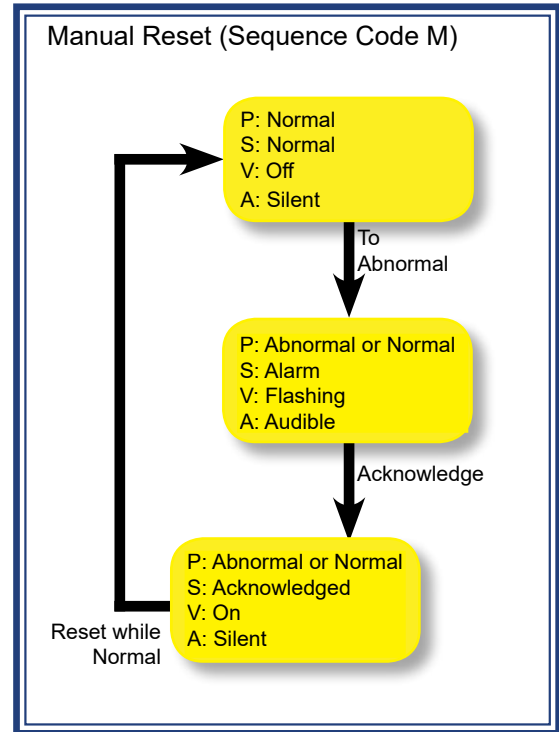 Manual Reset (Sequence Code M)
P: Normal
S: Normal
V: Off
A: Silent
To
Abnormal
P: Abnormal or Normal
S: Alarm
V: Flashing
A: Audible
Acknowledge
P: Abnormal or Normal
S: Acknowledged
V: On
A: Silent
Reset while
Normal